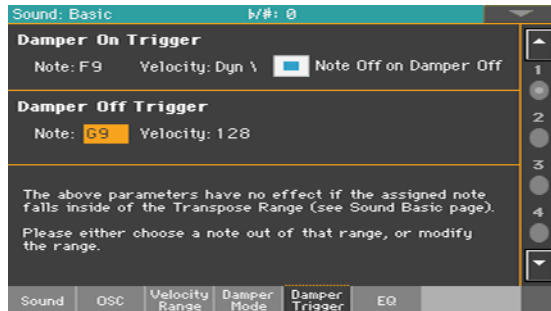 Sound: Basic ♭/#: 0
Damper On Trigger
Note: F9 Velocity: Dyn \ Note Off on Damper Off
Damper Off Trigger
Note: G9 Velocity: 128
The above parameters have no effect if the assigned note
falls inside of the Transpose Range (see Sound Basic page).
Please either choose a note out of that range, or modify
the range.
1
2
3
4
Sound OSC Velocity Range Damper Mode Damper Trigger EQ